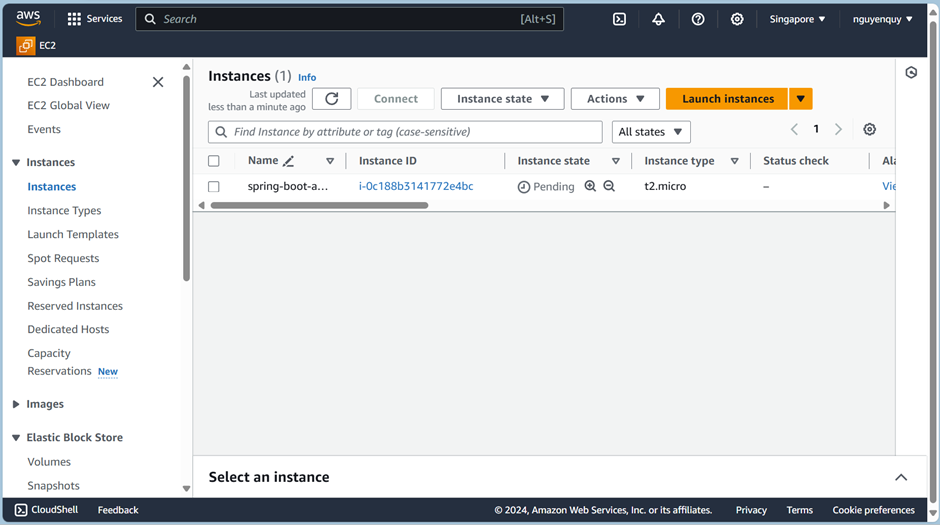 aws
Services
Search [Alt+S]
Singapore
nguyenquy
EC2
EC2 Dashboard
EC2 Global View
Events
Instances
Instances
Instance Types
Launch Templates
Spot Requests
Savings Plans
Reserved Instances
Dedicated Hosts
Capacity
Reservations New
Images
Elastic Block Store
Volumes
Snapshots
Instances (1) Info
Last updated
less than a minute ago
Connect
Instance state
Actions
Launch instances
Find Instance by attribute or tag (case-sensitive)
All states
1
Name Instance ID Instance state Instance type Status check Ala
spring-boot-a... i-0c188b3141772e4bc Pending t2.micro – Vie
Select an instance
CloudShell Feedback © 2024, Amazon Web Services, Inc. or its affiliates. Privacy Terms Cookie preferences